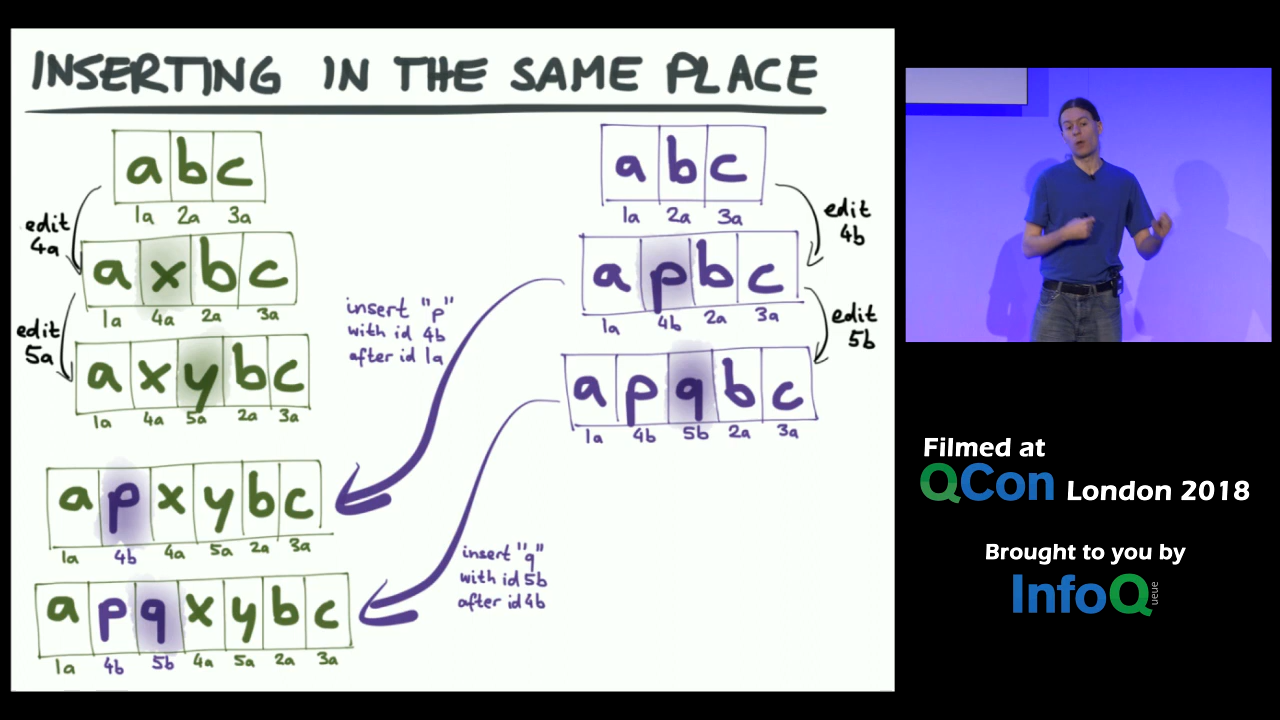 INSERTING IN THE SAME PLACE
a b c
1a 2a 3a
edit
4a
a x b c
1a 4a 2a 3a
edit
5a
a x y b c
1a 4a 5a 2a 3a
a b c
1a 2a 3a
edit
4b
a p b c
1a 4b 2a 3a
edit
5b
a p q b c
1a 4b 5b 2a 3a
insert "p"
with id 4b
after id 1a
a p x y b c
1a 4b 4a 5a 2a 3a
insert "q"
with id 5b
after id 4b
a p q x y b c
1a 4b 5b 4a 5a 2a 3a
Filmed at
QCon London 2018
Brought to you by
InfoQueue